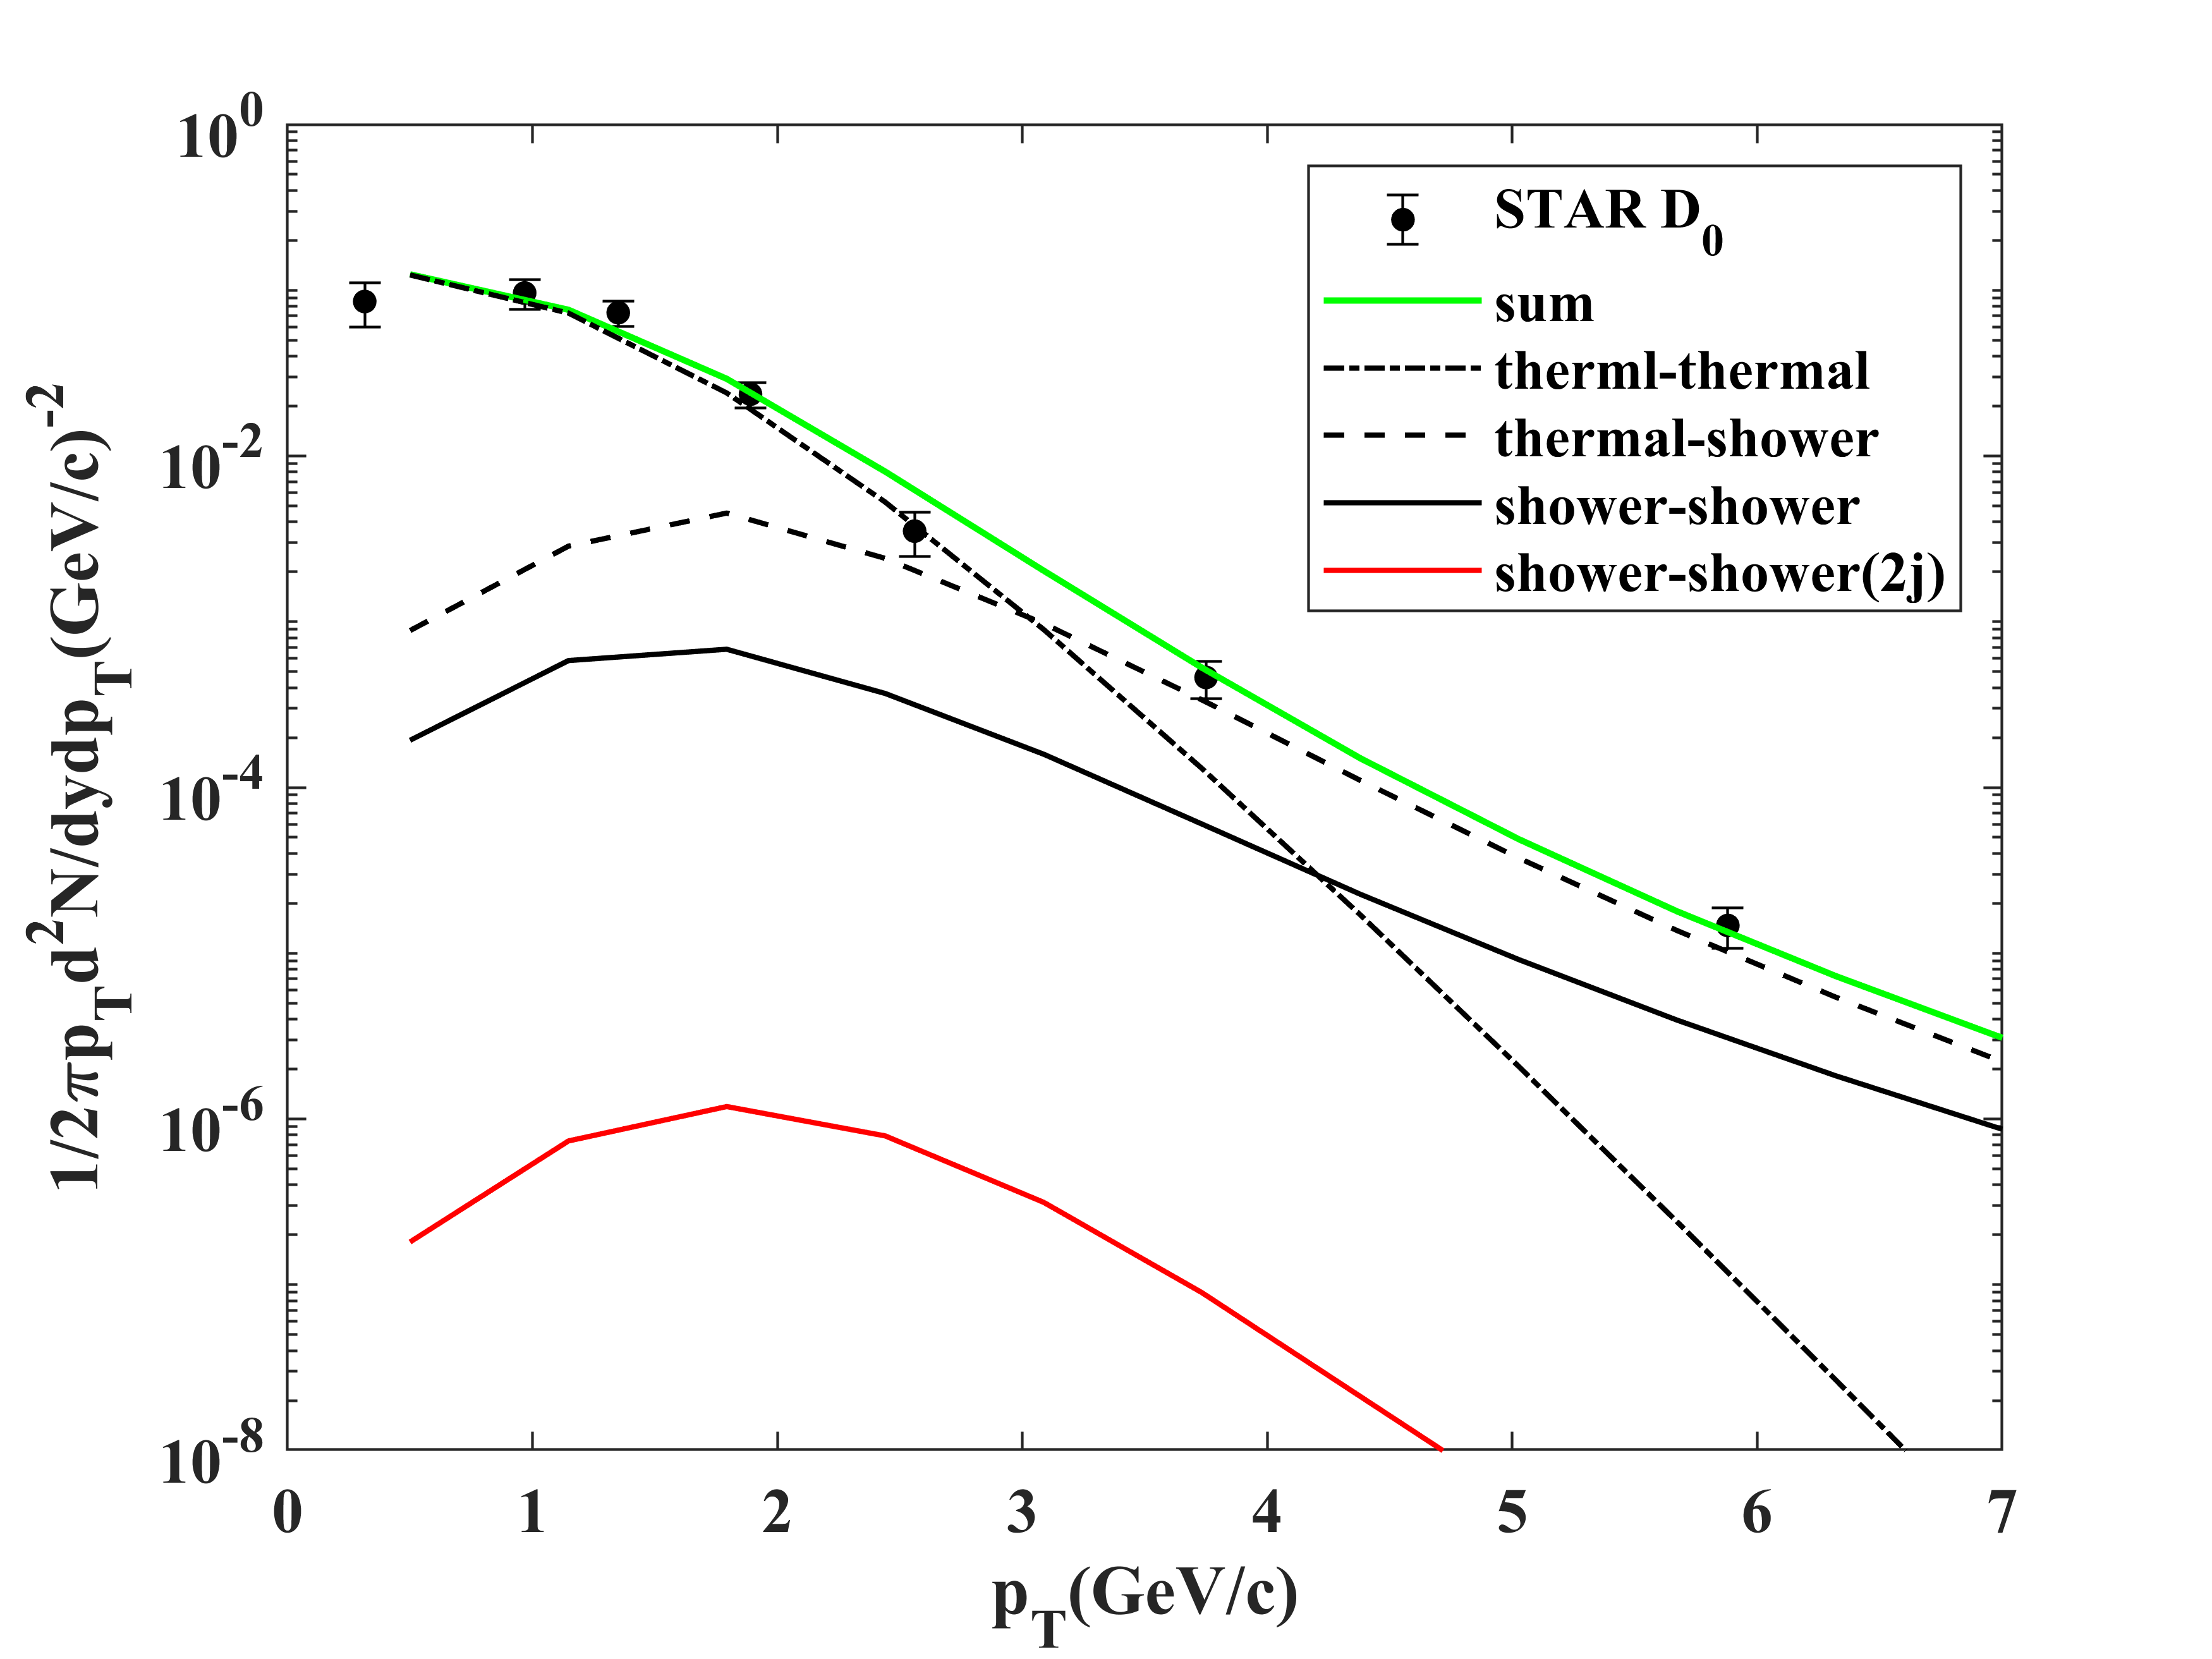 10^0
10^-2
10^-4
10^-6
10^-8
1/2πp_T d^2N/dydp_T(GeV/c)^-2
STAR D_0
sum
therml-thermal
thermal-shower
shower-shower
shower-shower(2j)
0 1 2 3 4 5 6 7
p_T(GeV/c)